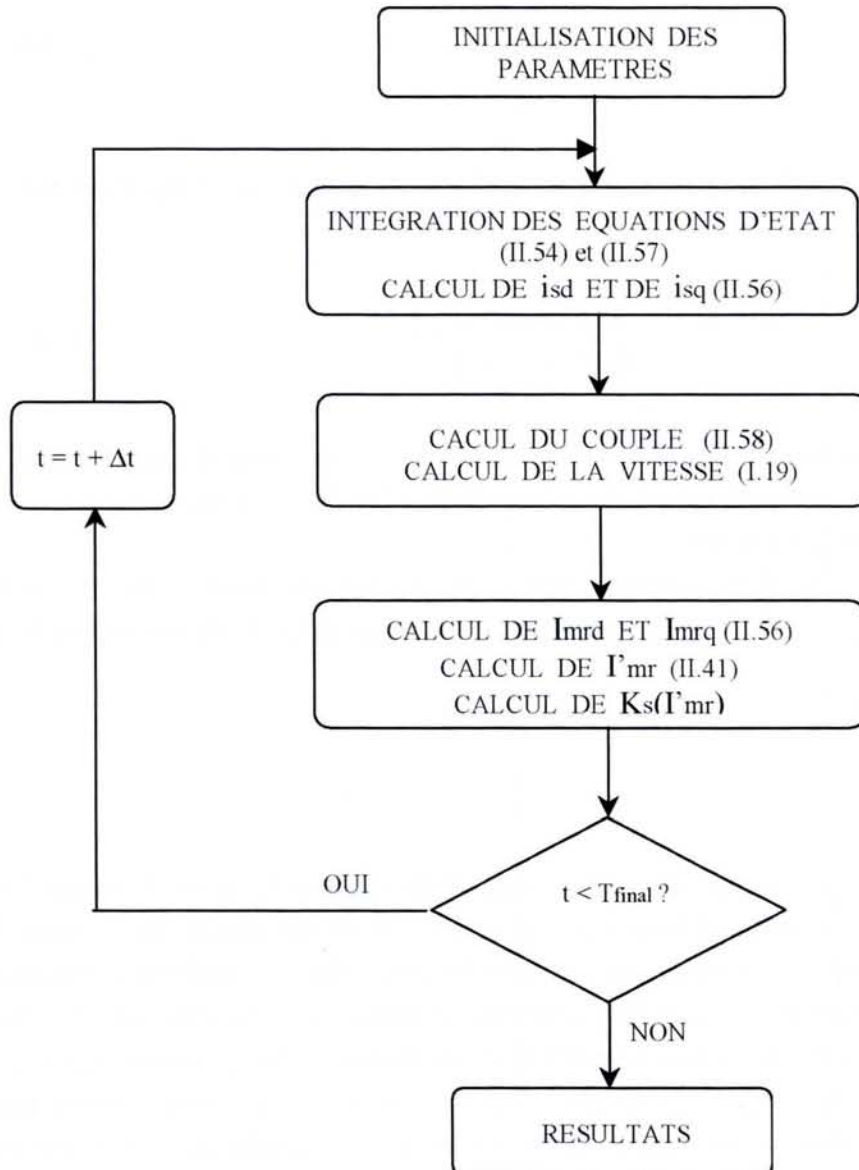 INITIALISATION DES
PARAMETRES
INTEGRATION DES EQUATIONS D'ETAT
(II.54) et (II.57)
CALCUL DE isd ET DE isq (II.56)
t = t + Δt
CACUL DU COUPLE (II.58)
CALCUL DE LA VITESSE (I.19)
CALCUL DE Imrd ET Imrq (II.56)
CALCUL DE I'mr (II.41)
CALCUL DE Ks(I'mr)
OUI
t < Tfinal ?
NON
RESULTATS